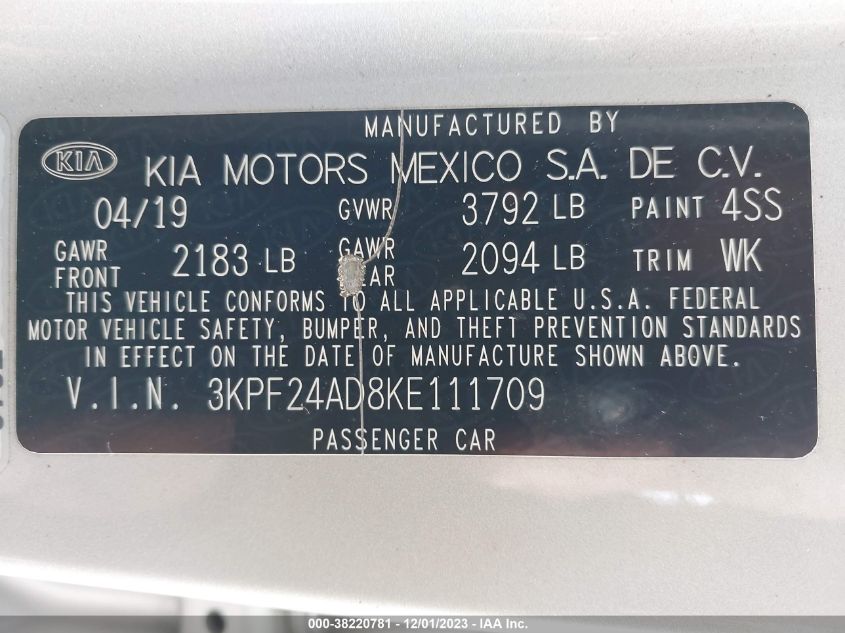 MANUFACTURED BY
KIA KIA MOTORS MEXICO S.A. DE C.V.
04/19 GVWR 3792 LB PAINT 4SS
GAWR FRONT 2183 LB GAWR 2094 LB TRIM WK
THIS VEHICLE CONFORMS TO ALL APPLICABLE U.S.A. FEDERAL
MOTOR VEHICLE SAFETY, BUMPER, AND THEFT PREVENTION STANDARDS
IN EFFECT ON THE DATE OF MANUFACTURE SHOWN ABOVE.
V.I.N. 3KPF24AD8KE111709
PASSENGER CAR
000-38220781 - 12/01/2023 - IAA Inc.